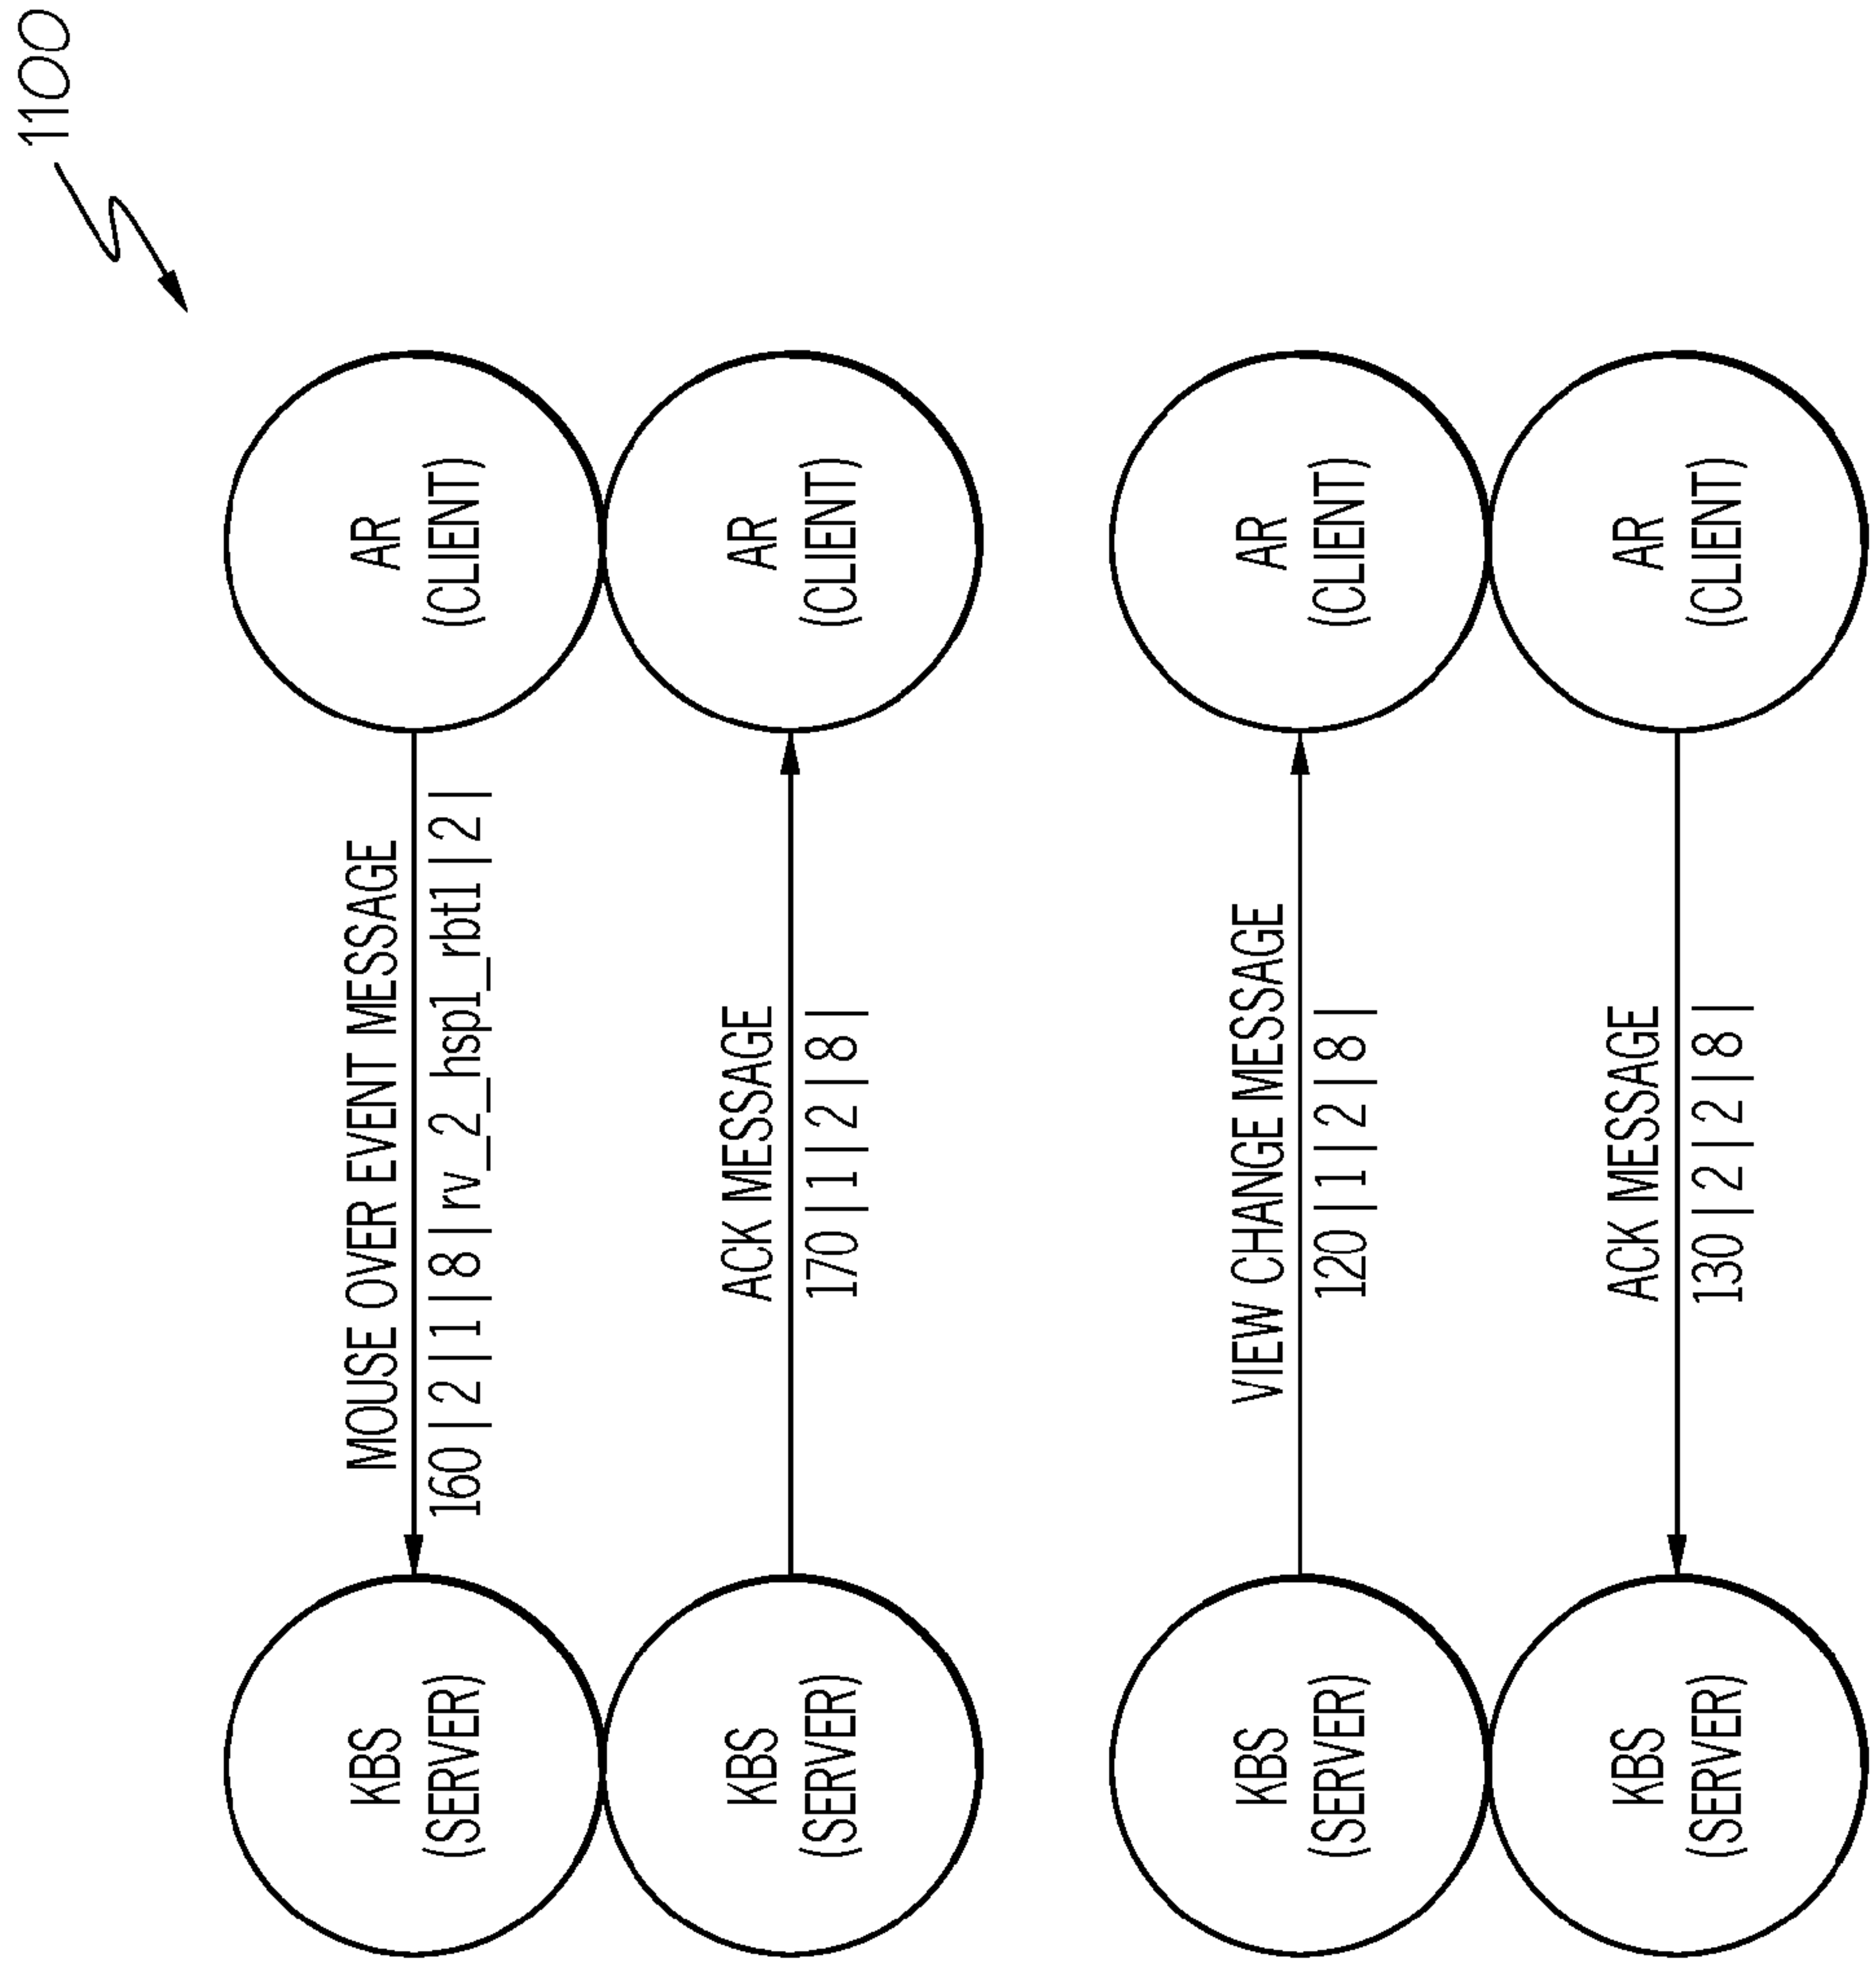 1100
KBS
(SERVER)
MOUSE OVER EVENT MESSAGE
160|2|1|8|rv_2_hsp1_rbt1|2|
AR
(CLIENT)
KBS
(SERVER)
ACK MESSAGE
170|1|2|8|
AR
(CLIENT)
KBS
(SERVER)
VIEW CHANGE MESSAGE
120|1|2|8|
AR
(CLIENT)
KBS
(SERVER)
ACK MESSAGE
130|2|2|8|
AR
(CLIENT)